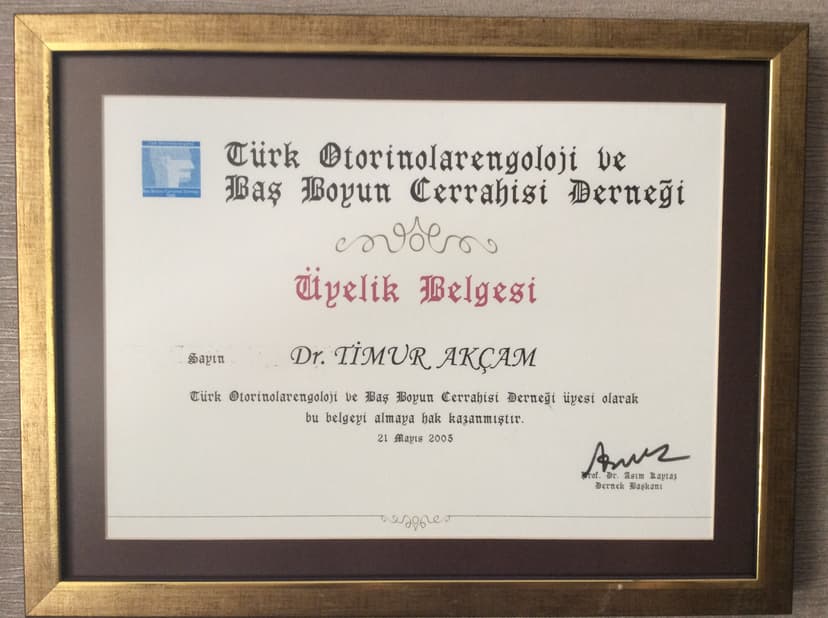 Türk Otorinolarengoloji ve
Baş Boyun Cerrahisi Derneği
Üyelik Belgesi
Sayın Dr. TİMUR AKÇAM
Türk Otorinolarengoloji ve Baş Boyun Cerrahisi Derneği üyesi olarak
bu belgeyi almaya hak kazanmıştır.
21 Mayıs 2005
Prof. Dr. Asım Kaytaz
Dernek Başkanı